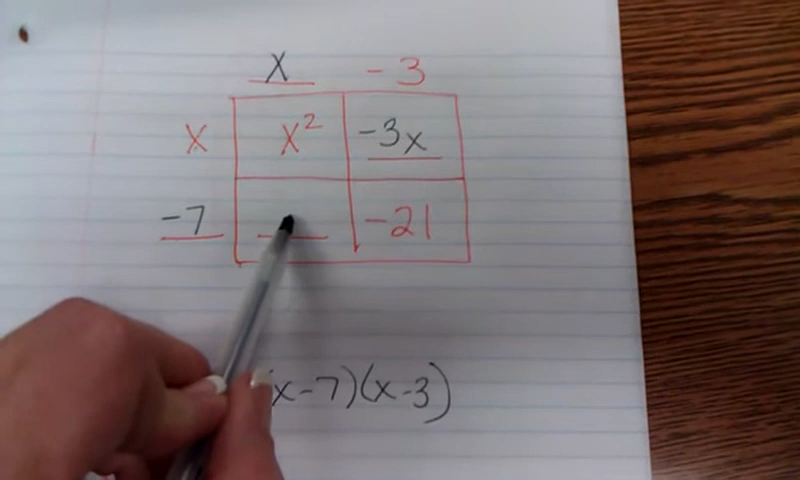 x -3
x x² -3x
-7 -21
(x-7)(x-3)